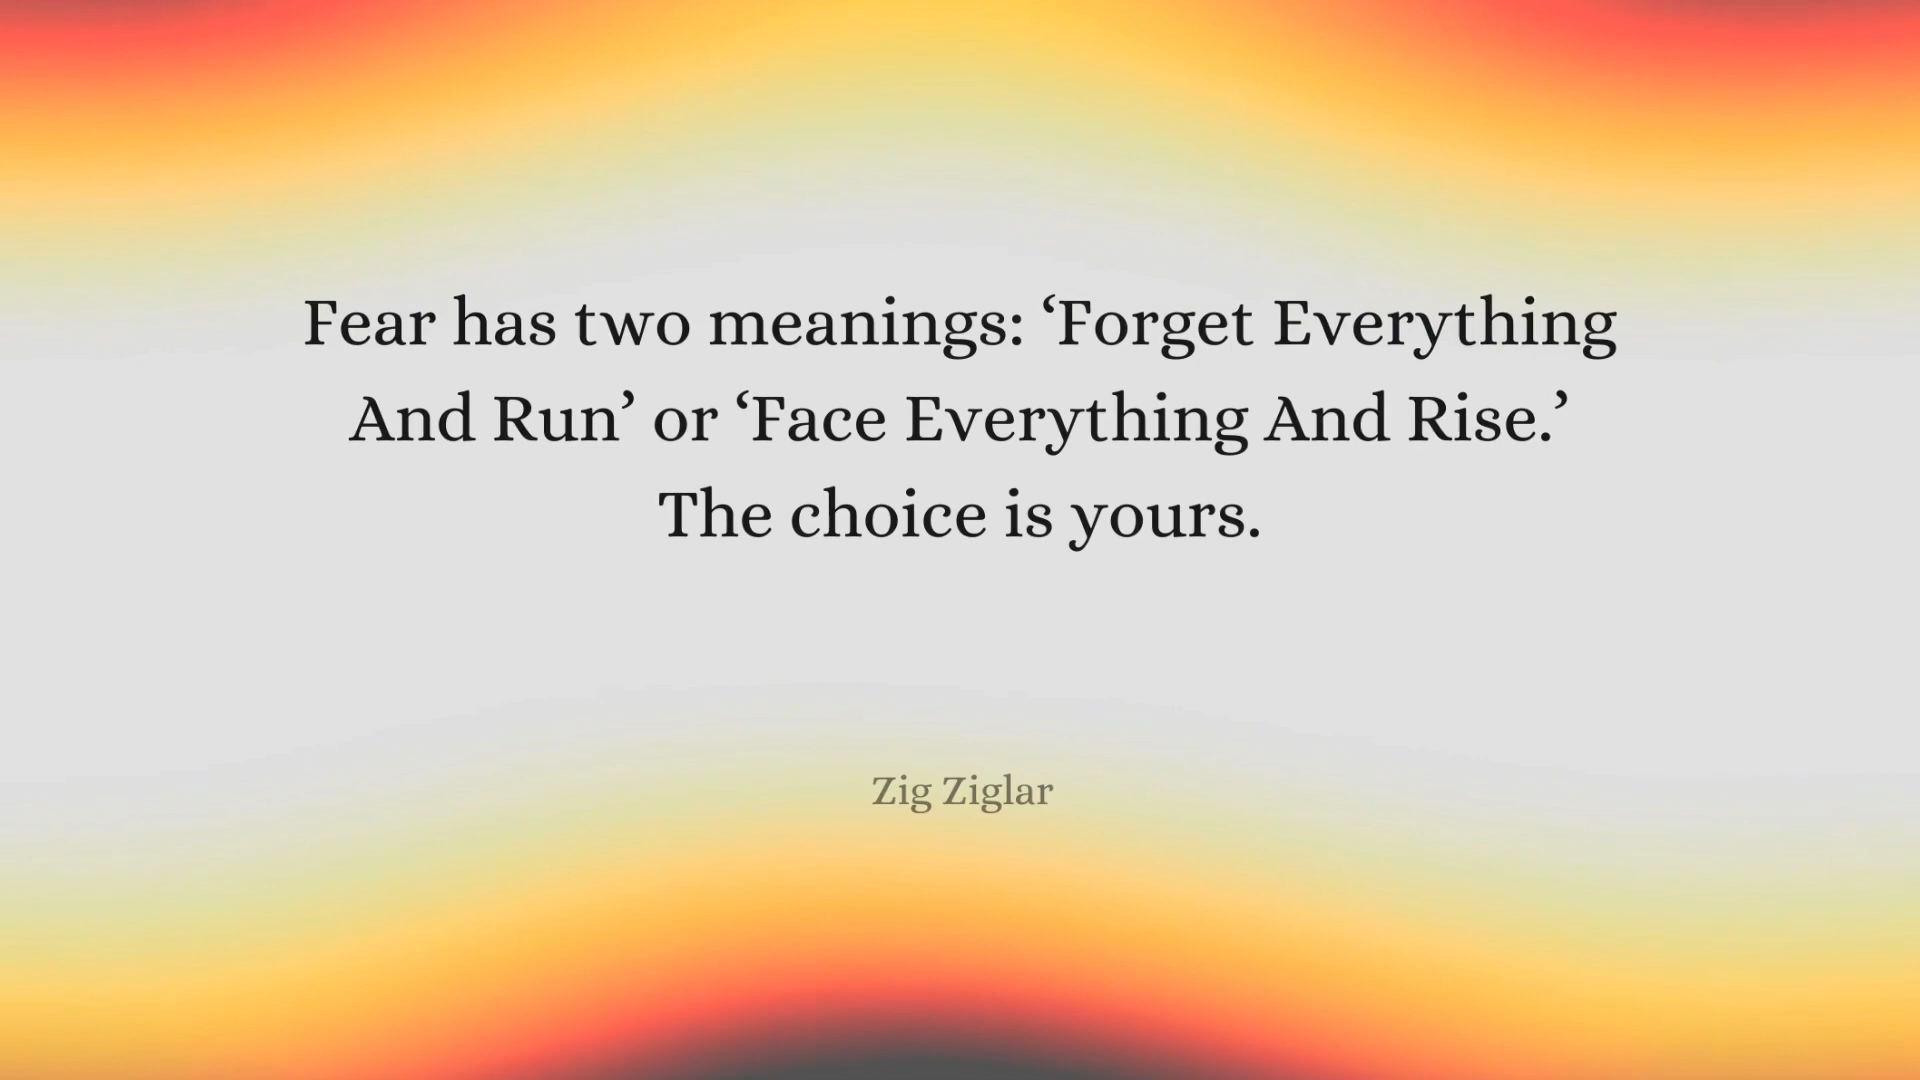 Fear has two meanings: ‘Forget Everything
And Run’ or ‘Face Everything And Rise.’
The choice is yours.
Zig Ziglar